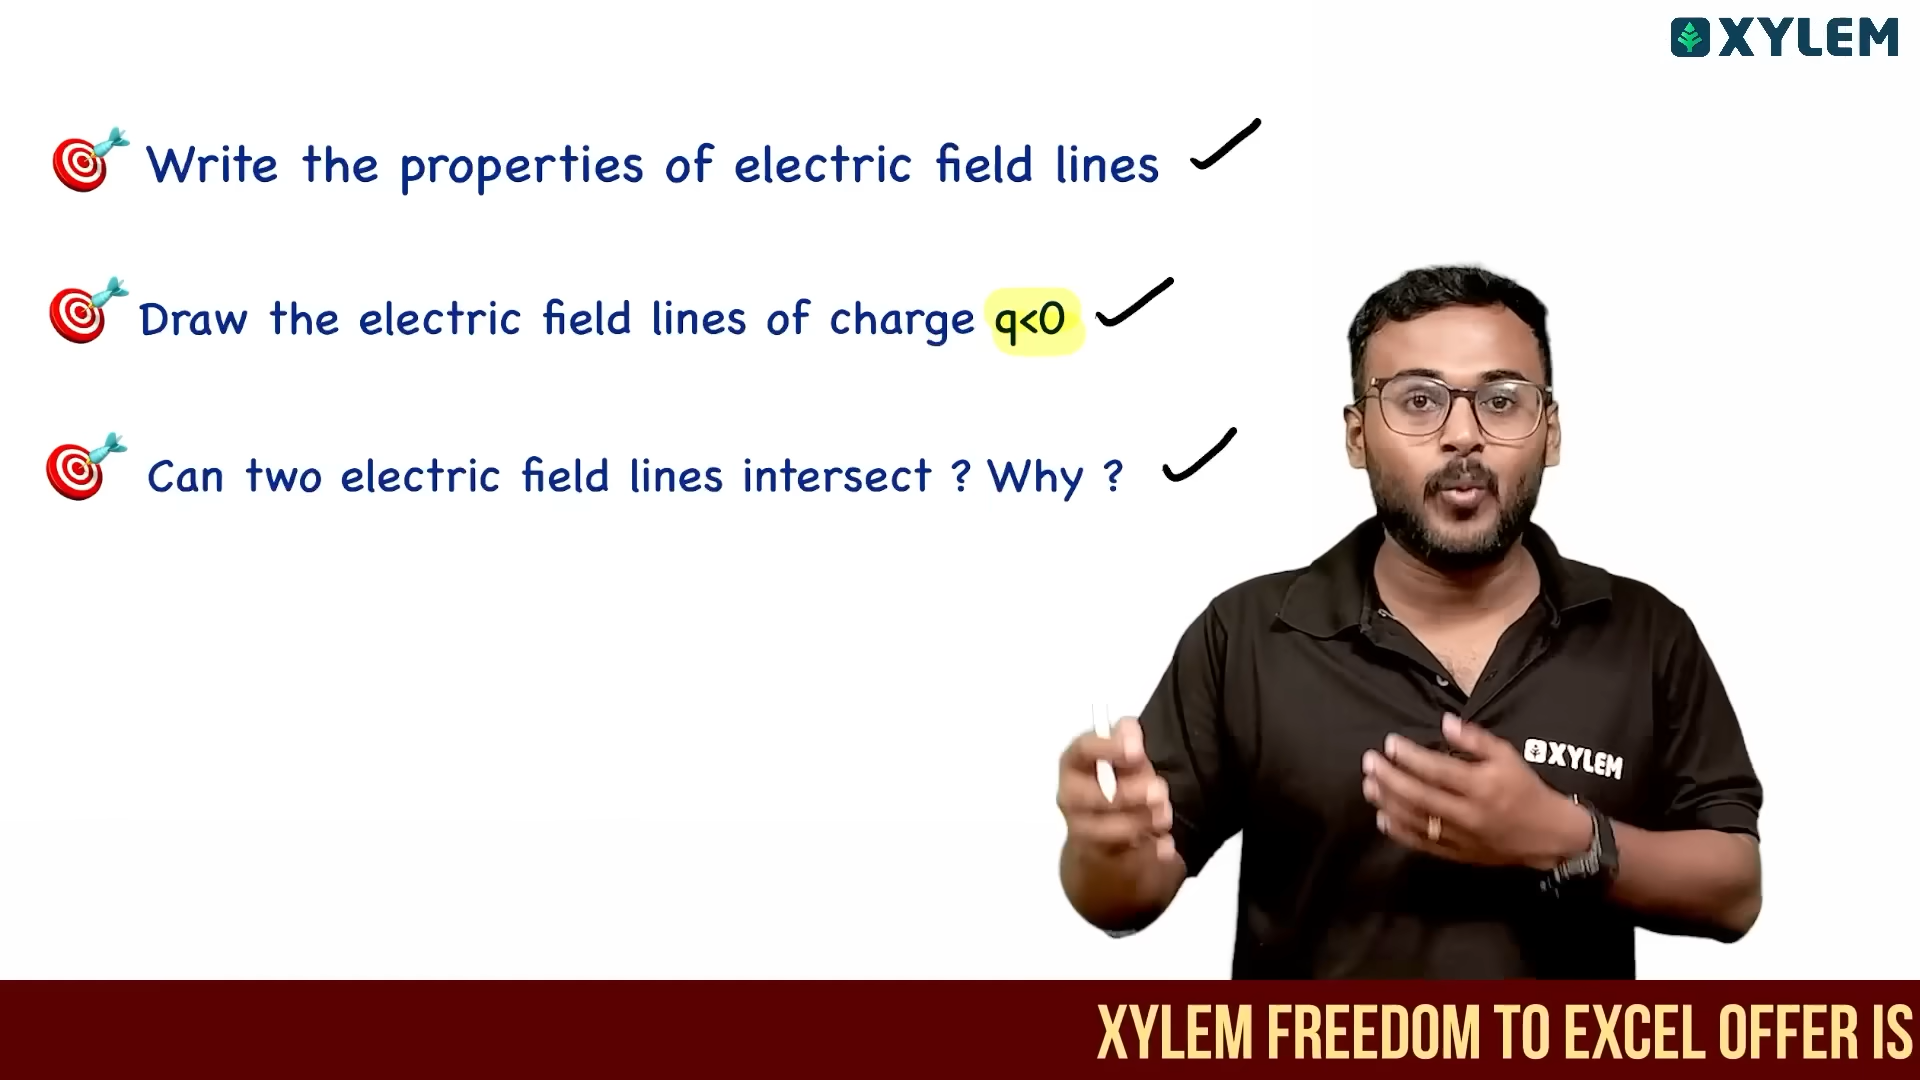 XYLEM
Write the properties of electric field lines
Draw the electric field lines of charge q<0
Can two electric field lines intersect ? Why ?
XYLEM
XYLEM FREEDOM TO EXCEL OFFER IS